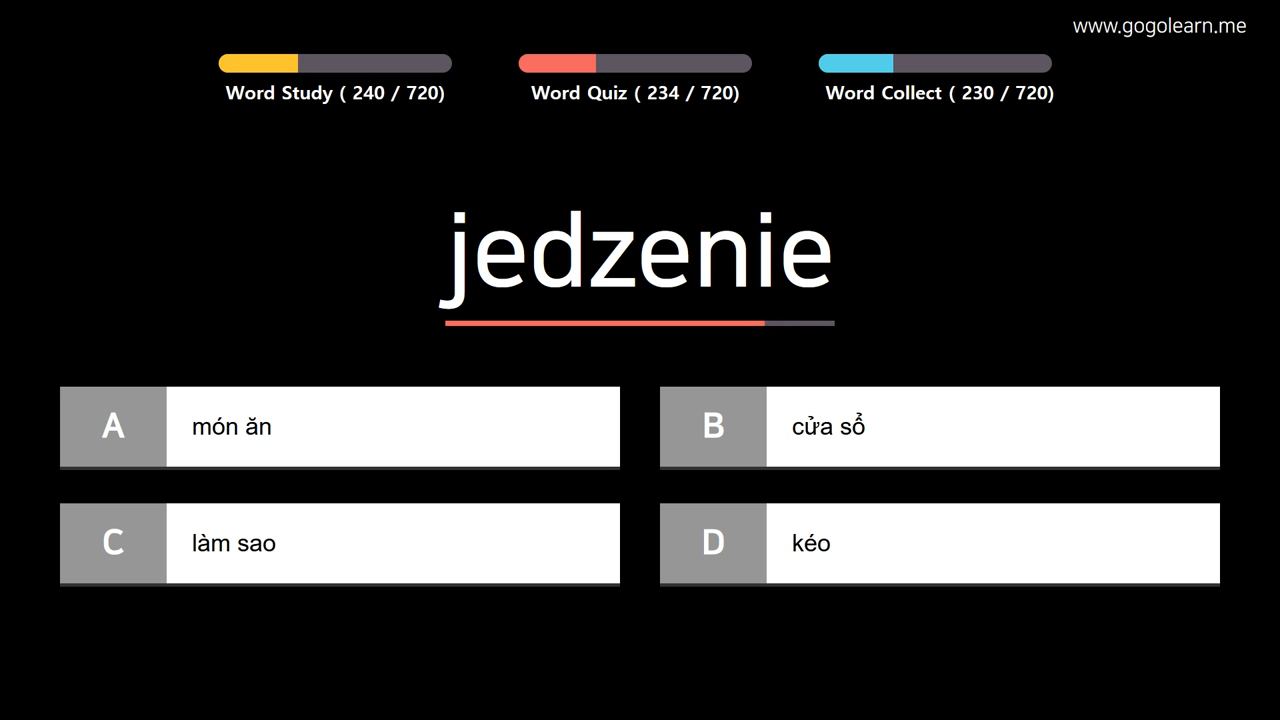 www.gogolearn.me
Word Study ( 240 / 720)
Word Quiz ( 234 / 720)
Word Collect ( 230 / 720)
jedzenie
A món ăn
B cửa sổ
C làm sao
D kéo